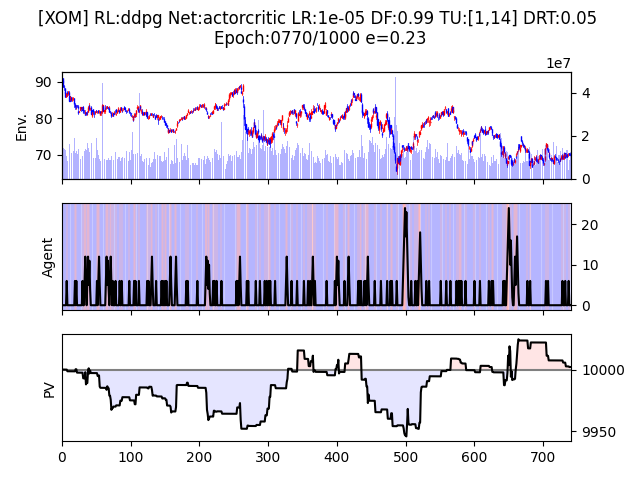 [XOM] RL:ddpg Net:actorcritic LR:1e-05 DF:0.99 TU:[1,14] DRT:0.05
Epoch:0770/1000 e=0.23
1e7
Env.
90
80
70
4
2
0
Agent
20
10
0
PV
10000
9950
0 100 200 300 400 500 600 700